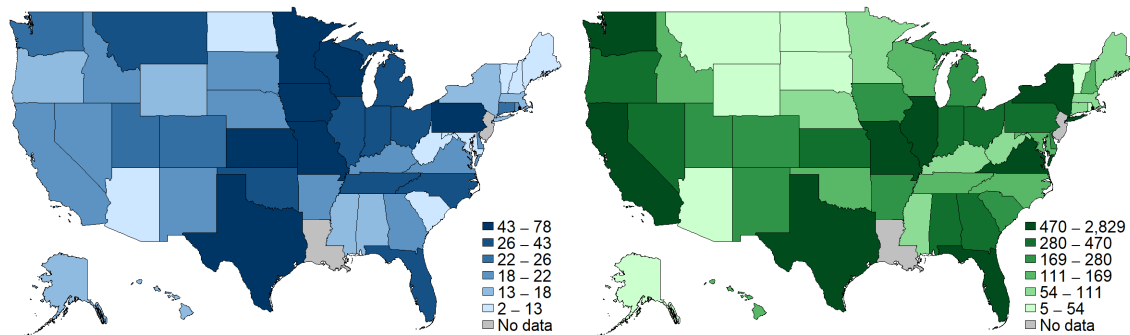 43 – 78
26 – 43
22 – 26
18 – 22
13 – 18
2 – 13
No data
470 – 2,829
280 – 470
169 – 280
111 – 169
54 – 111
5 – 54
No data